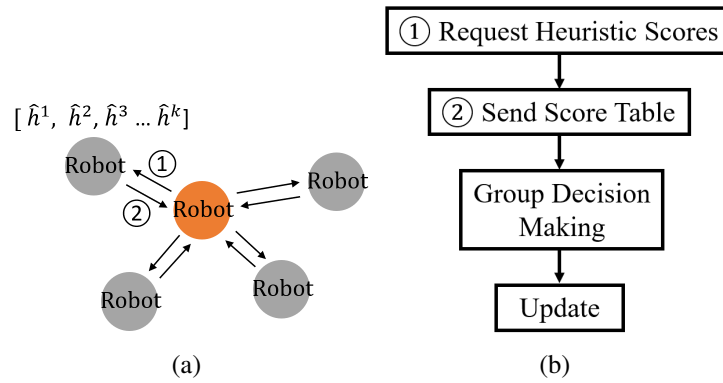 [ ĥ¹, ĥ², ĥ³ ... ĥᵏ]
Robot
①
②
Robot
Robot
Robot
Robot
(a)
① Request Heuristic Scores
② Send Score Table
Group Decision
Making
Update
(b)